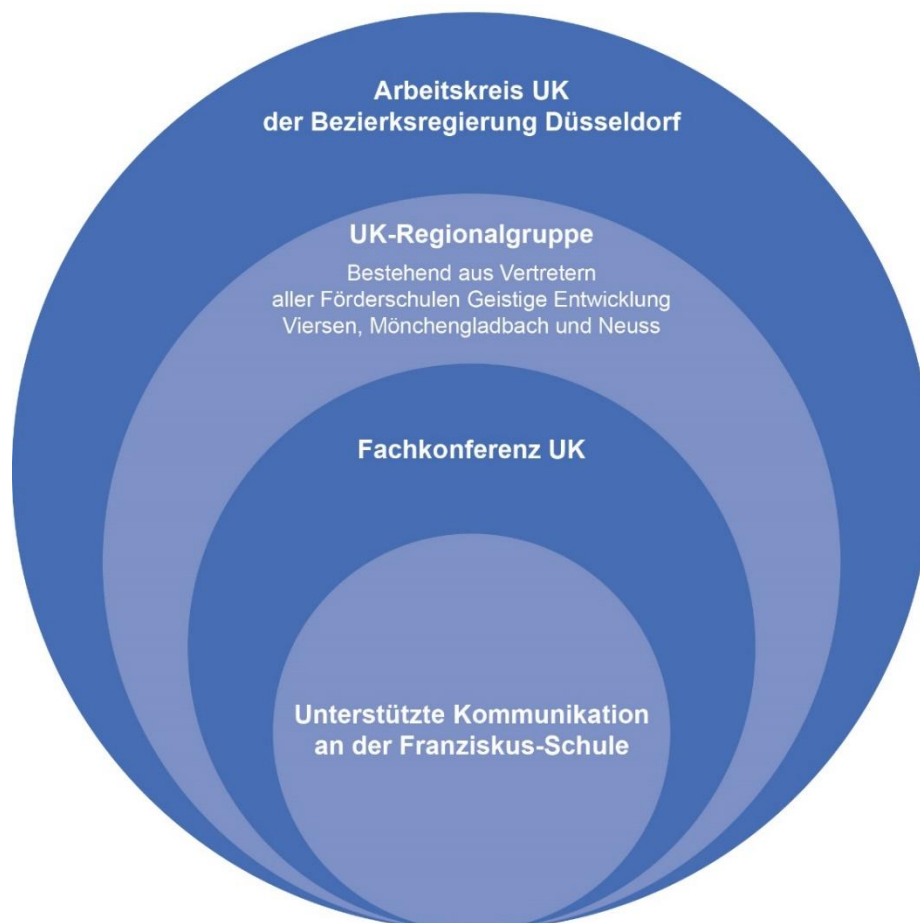 Arbeitskreis UK
der Bezierksregierung Düsseldorf
UK-Regionalgruppe
Bestehend aus Vertretern
aller Förderschulen Geistige Entwicklung
Viersen, Mönchengladbach und Neuss
Fachkonferenz UK
Unterstützte Kommunikation
an der Franziskus-Schule